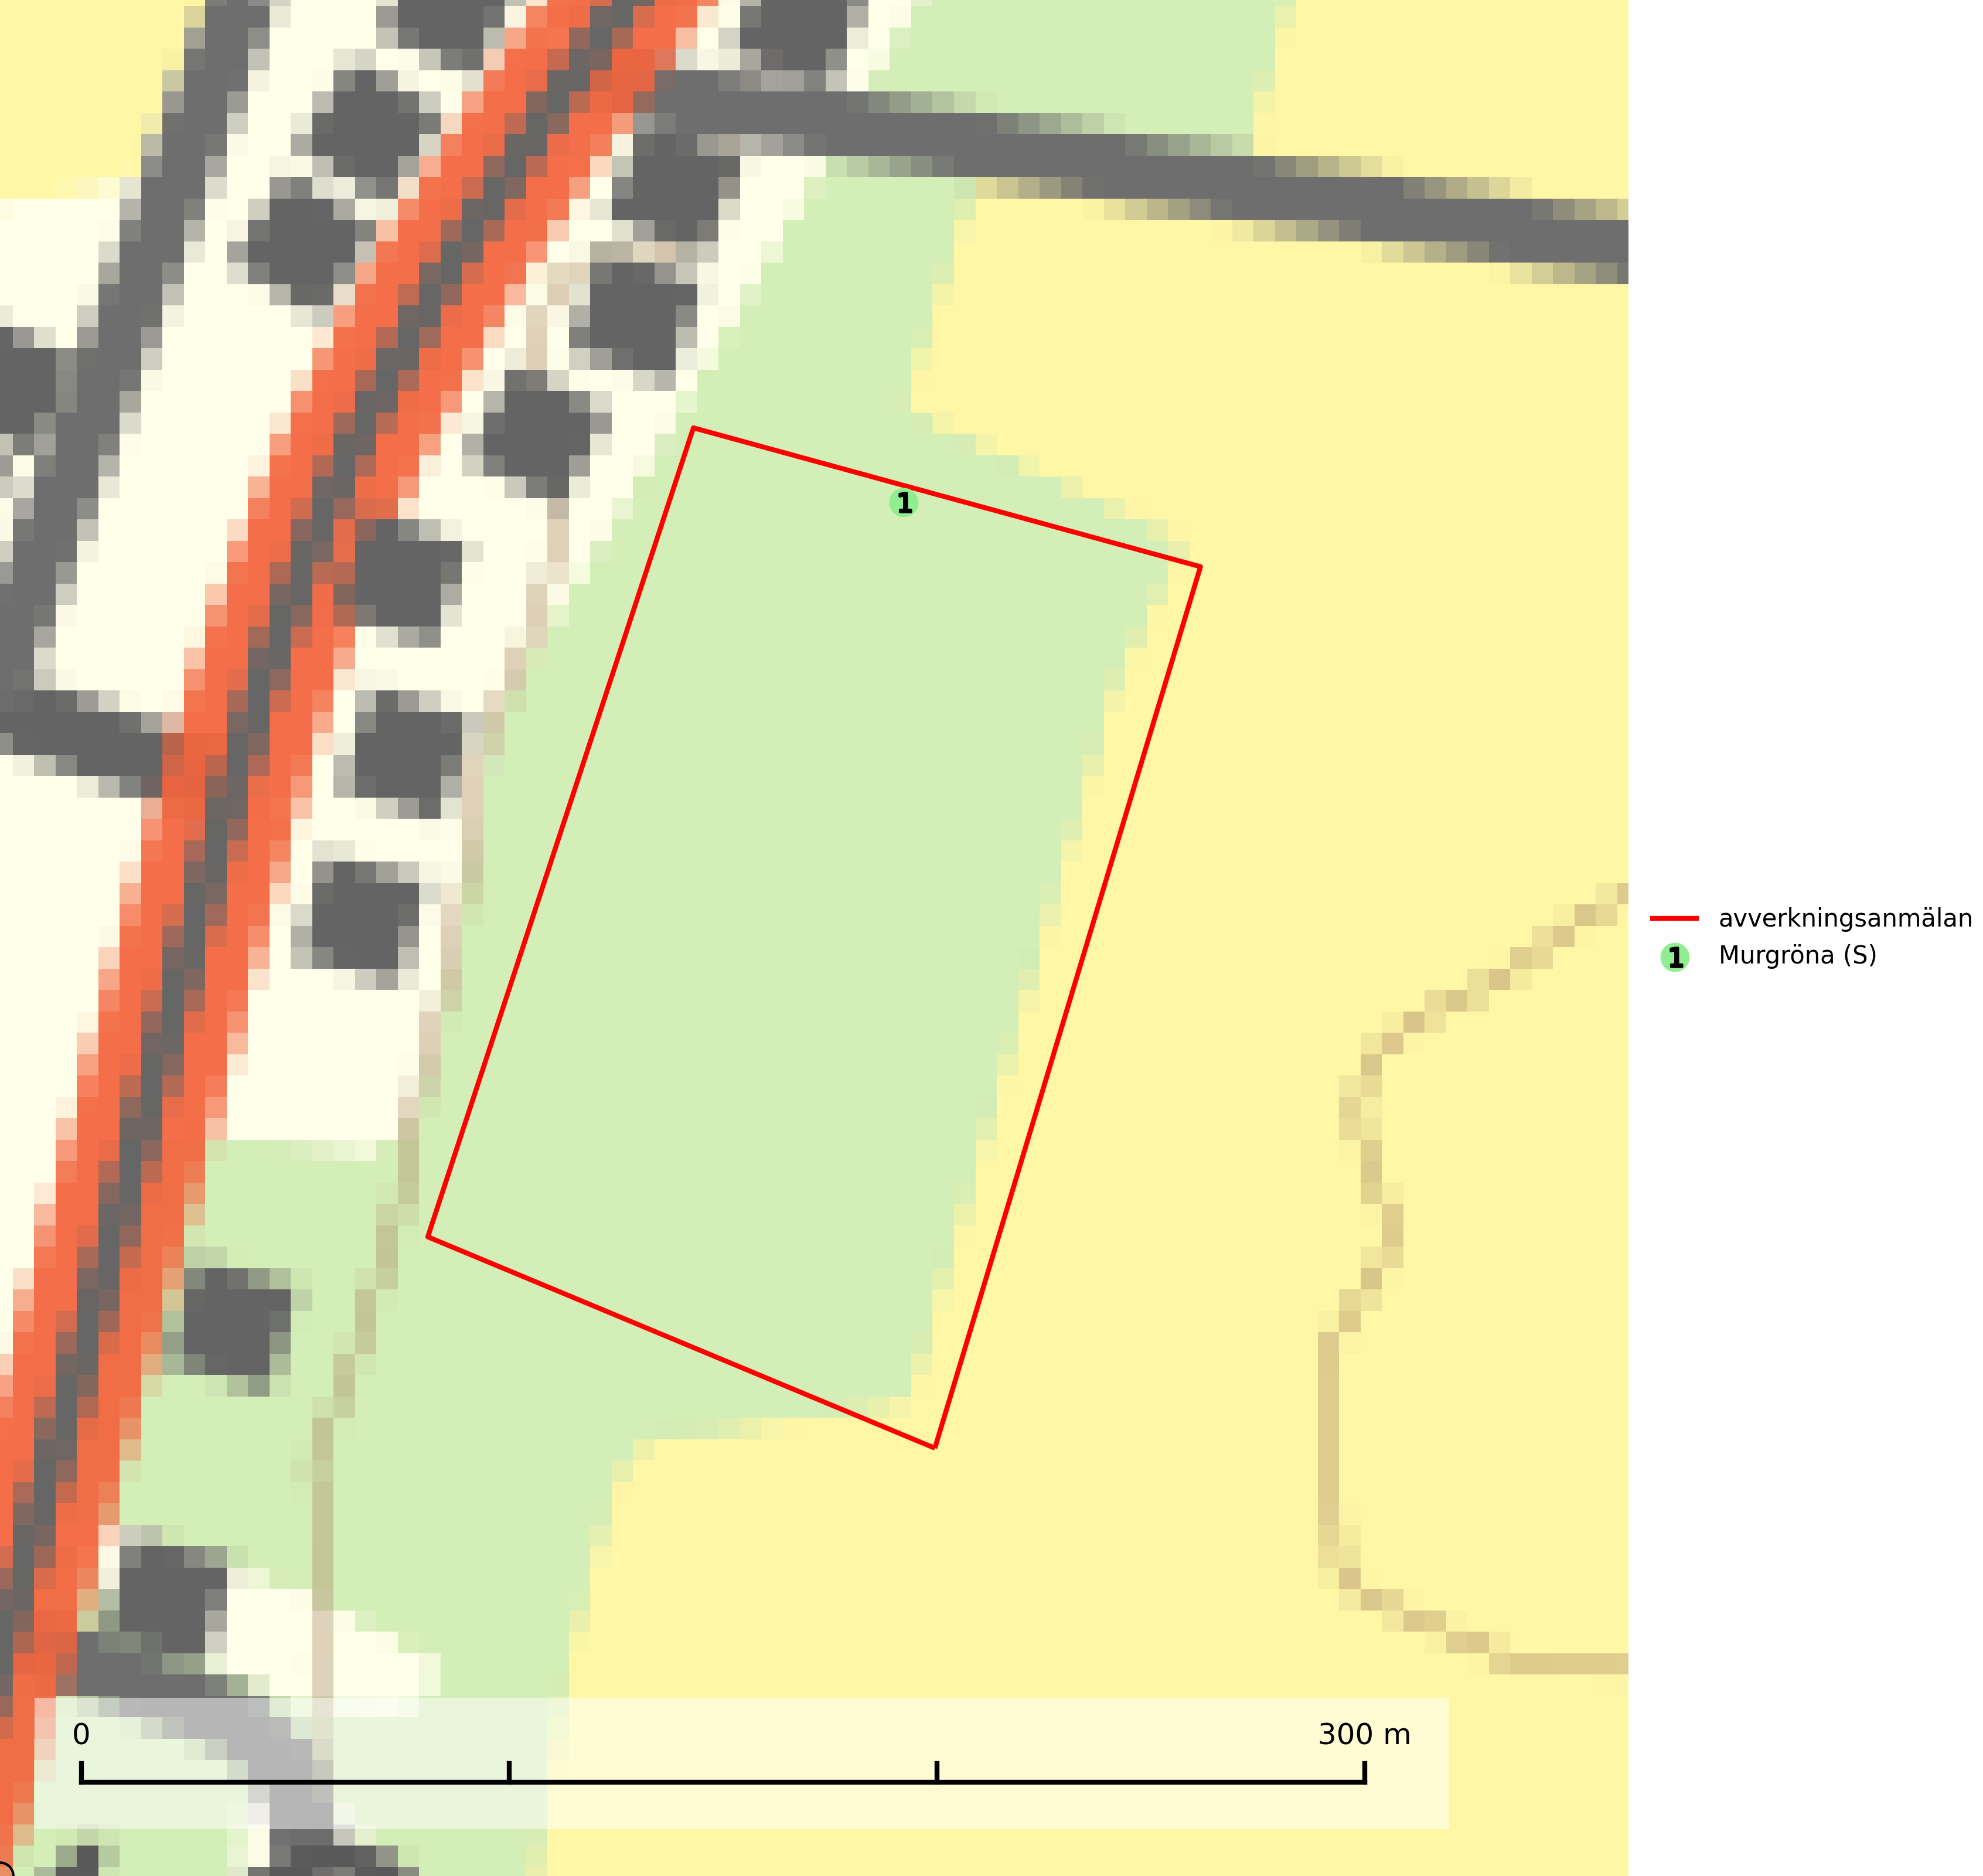 1
avverkningsanmälan
1 Murgröna (S)
0 300 m